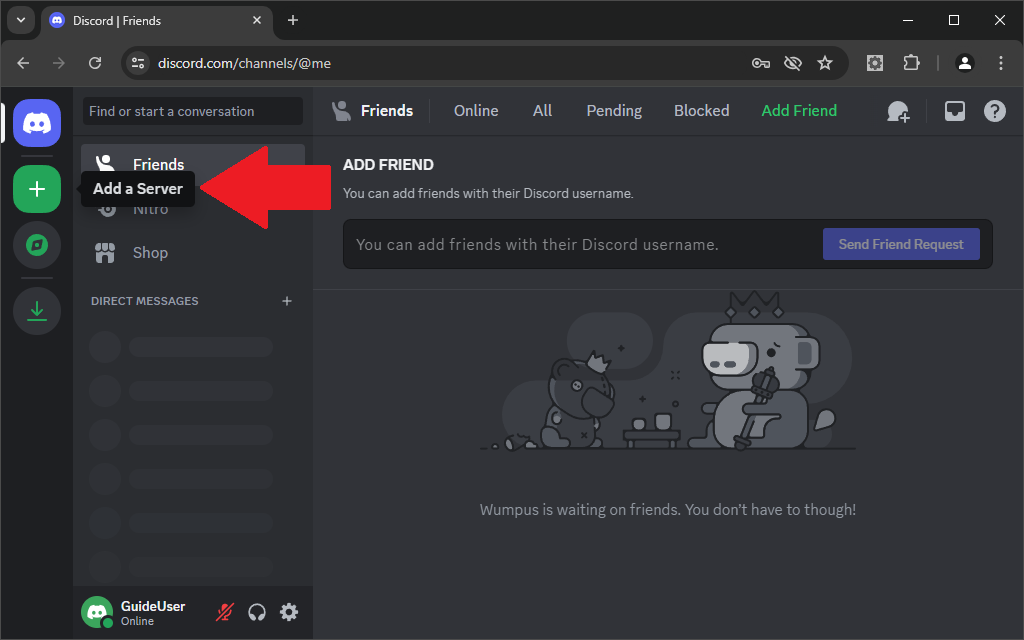 Discord | Friends
discord.com/channels/@me
Find or start a conversation
Friends
Online
All
Pending
Blocked
Add Friend
Friends
Add a Server
Nitro
Shop
DIRECT MESSAGES
ADD FRIEND
You can add friends with their Discord username.
You can add friends with their Discord username.
Send Friend Request
Wumpus is waiting on friends. You don't have to though!
GuideUser
Online